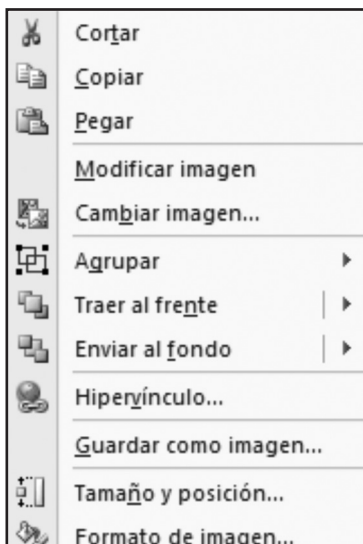 Cortar
Copiar
Pegar
Modificar imagen
Cambiar imagen...
Agrupar
Traer al frente
Enviar al fondo
Hipervínculo...
Guardar como imagen...
Tamaño y posición...
Formato de imagen...